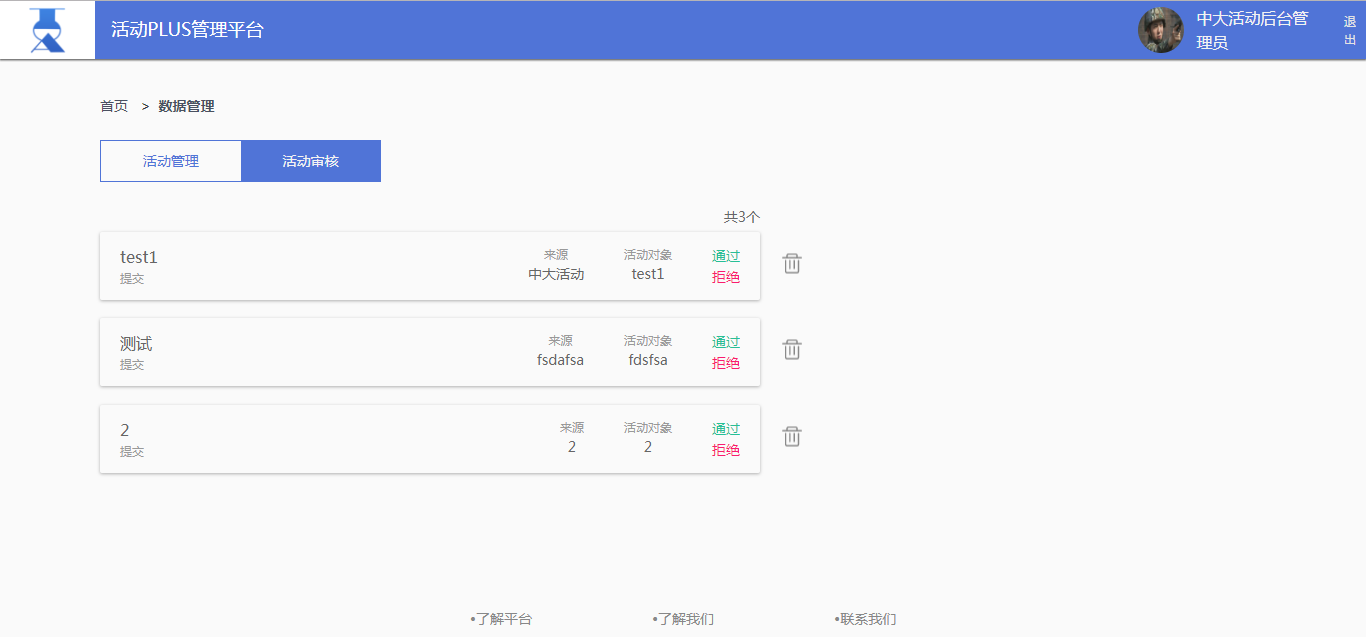 活动PLUS管理平台
中大活动后台管
理员
退
出
首页 > 数据管理
活动管理 活动审核
共3个
test1 来源 活动对象 通过
提交 中大活动 test1 拒绝
测试 来源 活动对象 通过
提交 fsdafsa fdsfsa 拒绝
2 来源 活动对象 通过
提交 2 2 拒绝
•了解平台 •了解我们 •联系我们